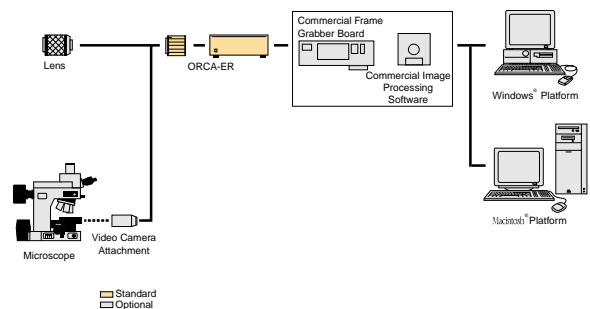 Commercial Frame
Grabber Board
Lens
ORCA-ER
Commercial Image
Processing
Software
Windows® Platform
Macintosh® Platform
Video Camera
Attachment
Microscope
Standard
Optional